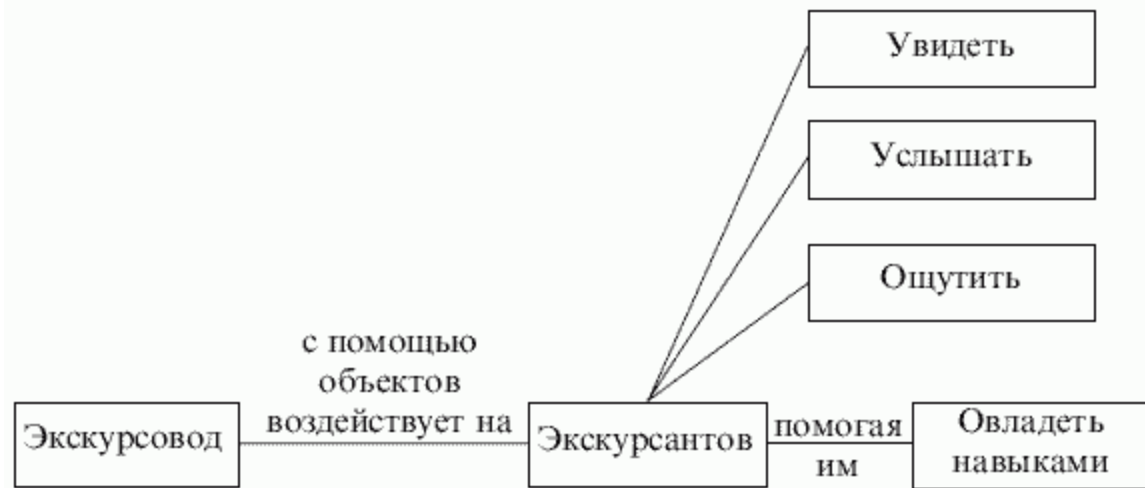 Увидеть
Услышать
Ощутить
с помощью
объектов
воздействует на
Экскурсовод
Экскурсантов
помогая
им
Овладеть
навыками